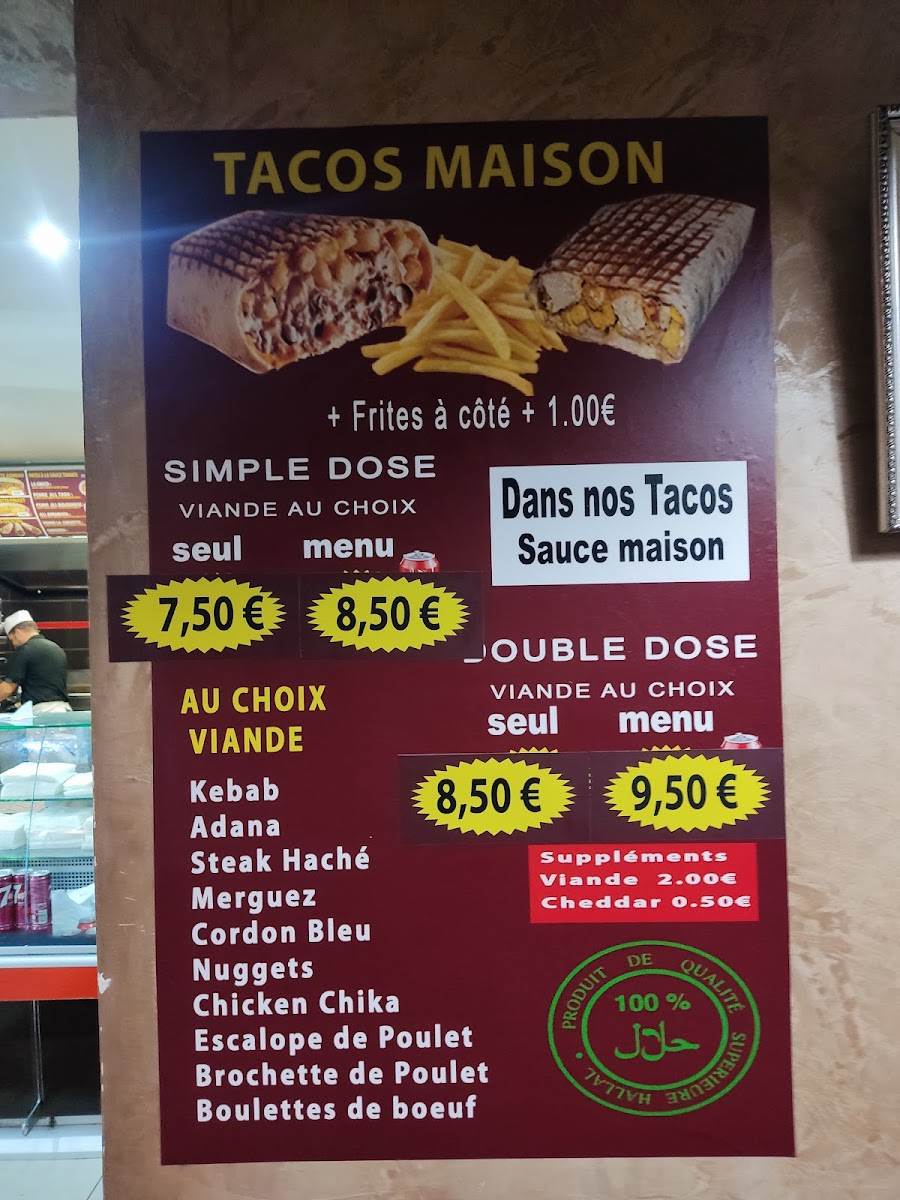 TACOS MAISON
+ Frites à côté + 1.00€
SIMPLE DOSE
VIANDE AU CHOIX
seul menu
7,50 € 8,50 €
Dans nos Tacos
Sauce maison
DOUBLE DOSE
VIANDE AU CHOIX
seul menu
8,50 € 9,50 €
AU CHOIX
VIANDE
Kebab
Adana
Steak Haché
Merguez
Cordon Bleu
Nuggets
Chicken Chika
Escalope de Poulet
Brochette de Poulet
Boulettes de boeuf
Suppléments
Viande 2.00€
Cheddar 0.50€
PRODUIT DE QUALITÉ SUPERIEURE HALLAL
100 %
حلال